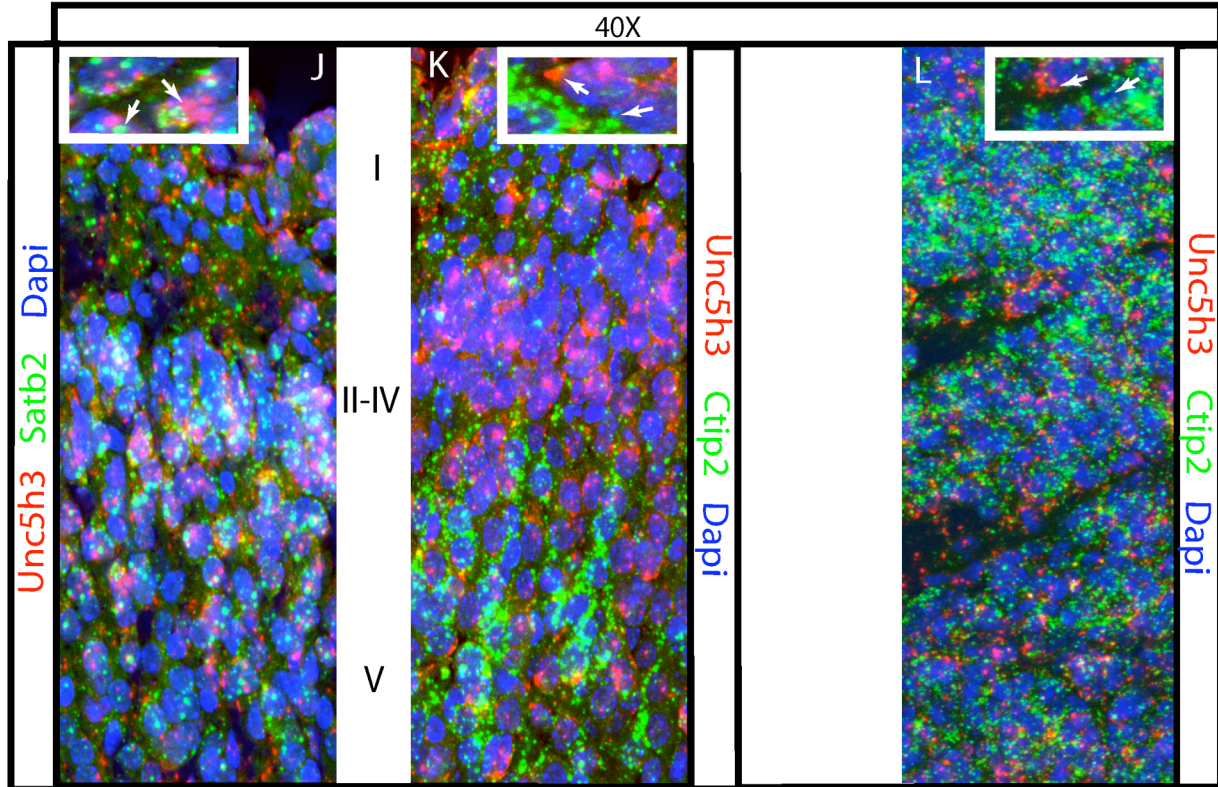 40X
Unc5h3 Satb2 Dapi
J
I
II-IV
V
K
Unc5h3 Ctip2 Dapi
L
Unc5h3 Ctip2 Dapi